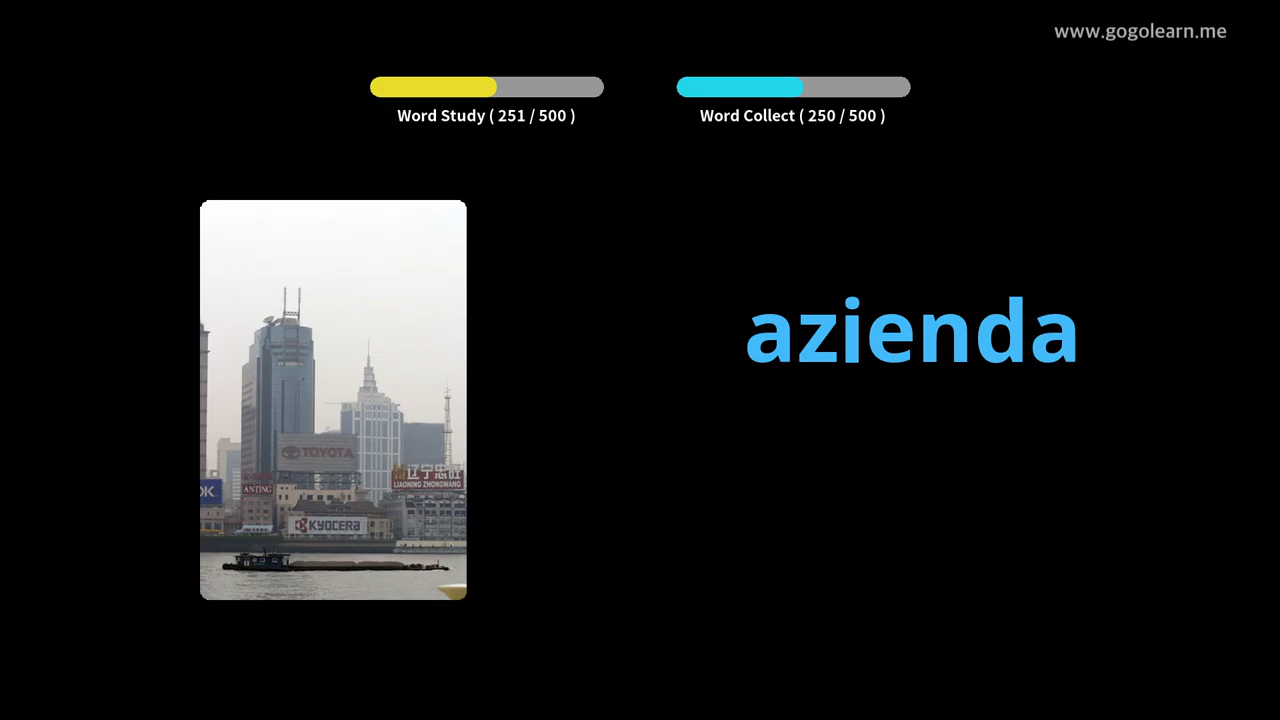 www.gogolearn.me
Word Study ( 251 / 500 )
Word Collect ( 250 / 500 )
azienda
TOYOTA
辽宁忠旺
LIAONING ZHONGWANG
OK
ANTING
KYOCERA